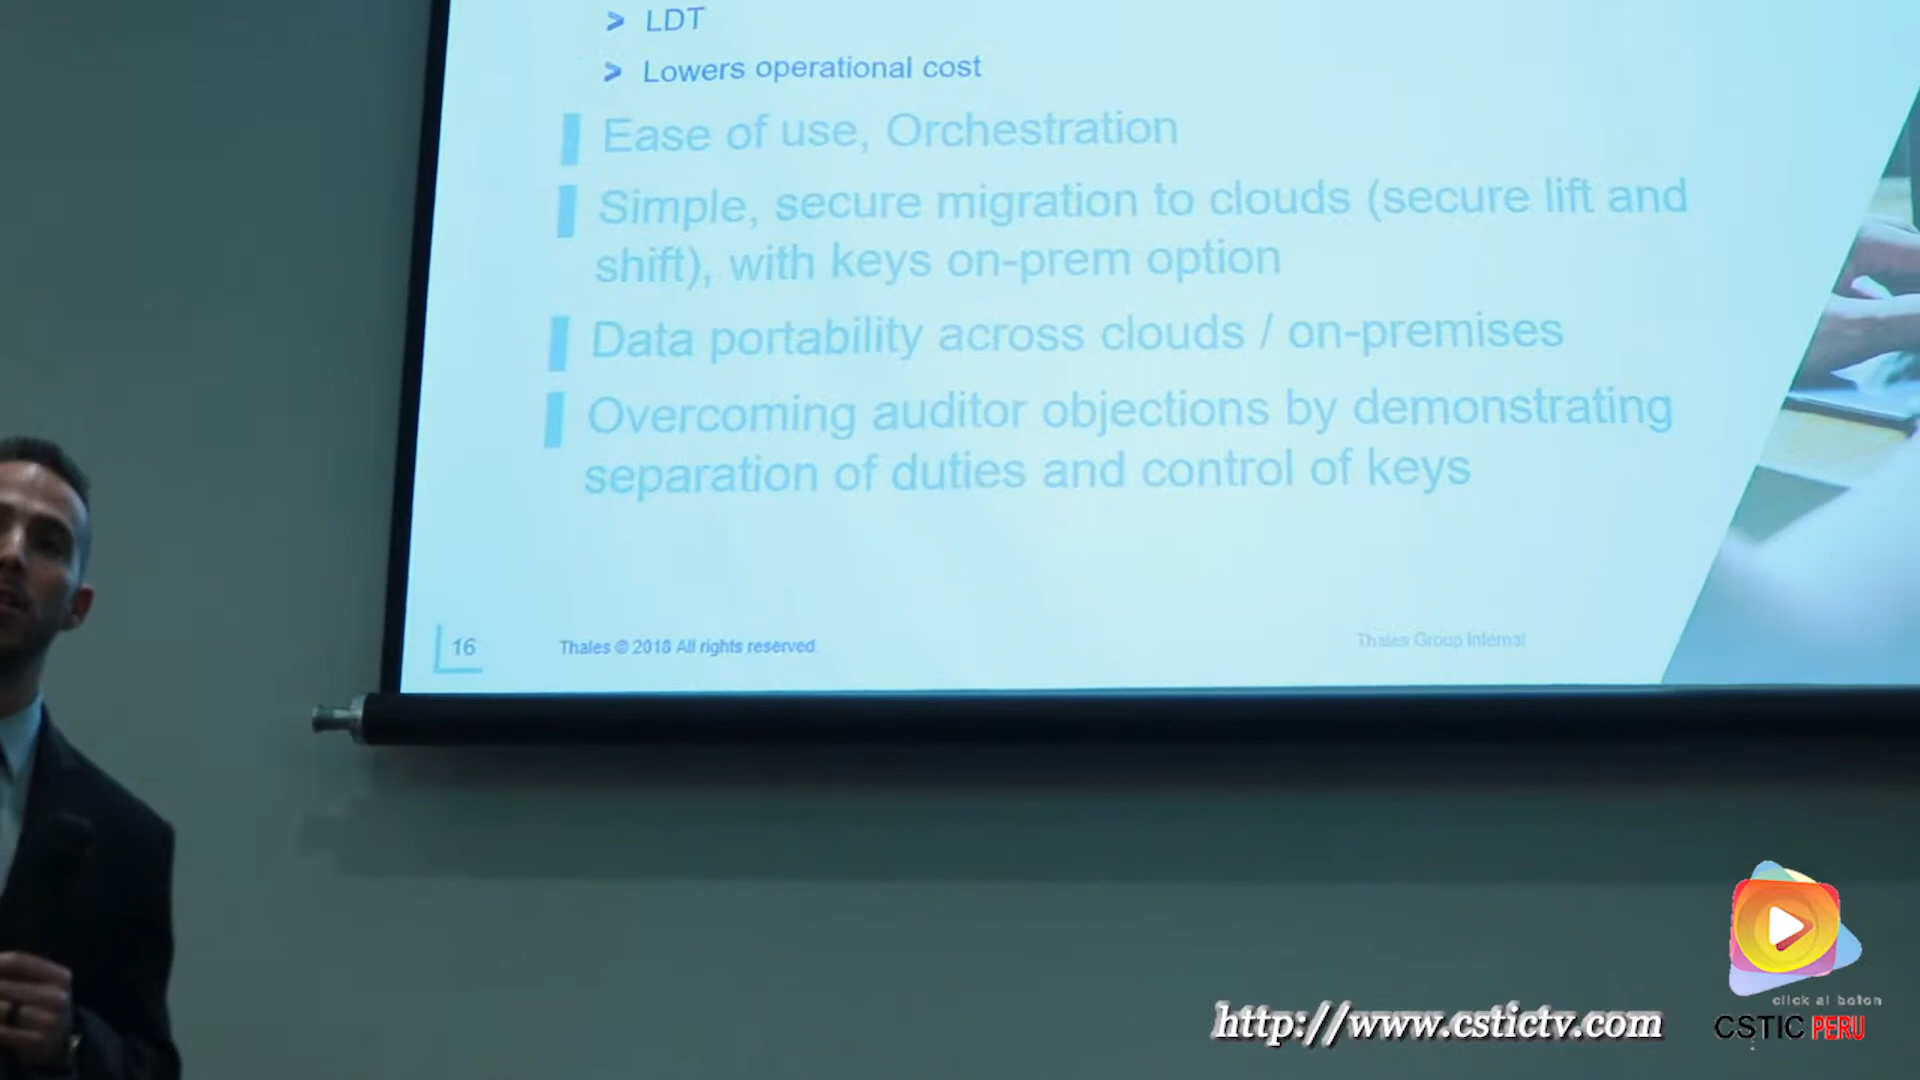 > LDT
> Lowers operational cost
Ease of use, Orchestration
Simple, secure migration to clouds (secure lift and
shift), with keys on-prem option
Data portability across clouds / on-premises
Overcoming auditor objections by demonstrating
separation of duties and control of keys
16
Thales © 2018 All rights reserved.
Thales Group Internal
click al boton
http://www.cstictv.com
CSTIC PERU